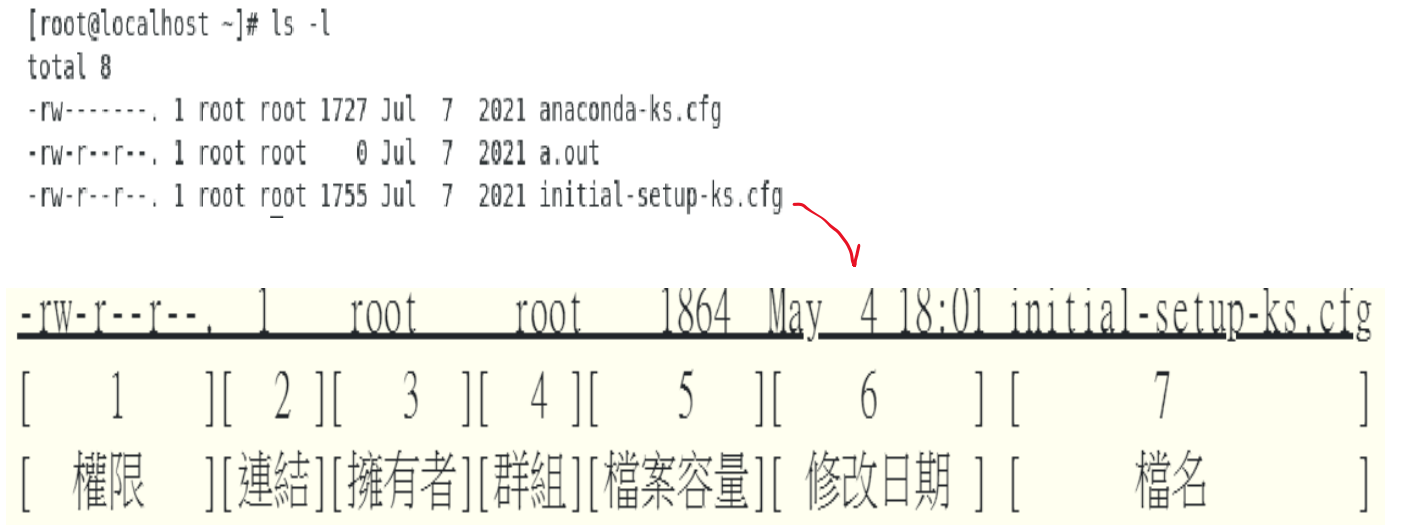 [root@localhost ~]# ls -l
total 8
-rw-------. 1 root root 1727 Jul  7  2021 anaconda-ks.cfg
-rw-r--r--. 1 root root    0 Jul  7  2021 a.out
-rw-r--r--. 1 root root 1755 Jul  7  2021 initial-setup-ks.cfg
-rw-r--r--. 1 root root 1864 May 4 18:01 initial-setup-ks.cfg
[ 1 ][ 2 ][ 3 ][ 4 ][ 5 ][ 6 ] [ 7 ]
[ 權限 ][連結][擁有者][群組][檔案容量][ 修改日期 ] [ 檔名 ]